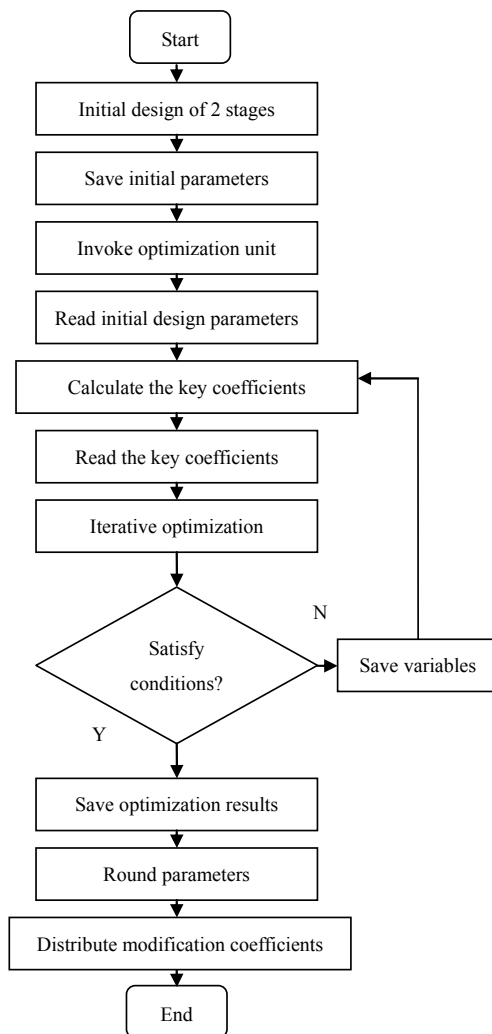 Start
Initial design of 2 stages
Save initial parameters
Invoke optimization unit
Read initial design parameters
Calculate the key coefficients
Read the key coefficients
Iterative optimization
N
Satisfy
conditions?
Save variables
Y
Save optimization results
Round parameters
Distribute modification coefficients
End